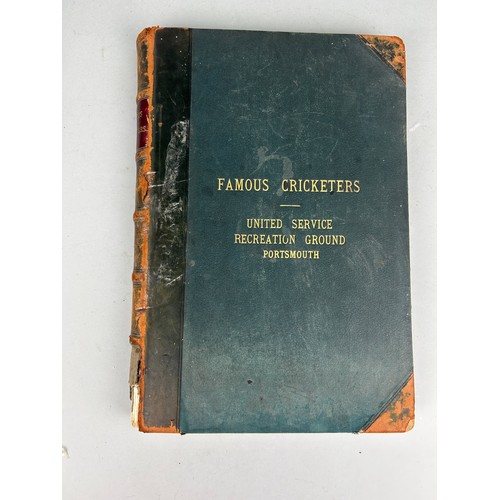 FAMOUS CRICKETERS
UNITED SERVICE
RECREATION GROUND
PORTSMOUTH